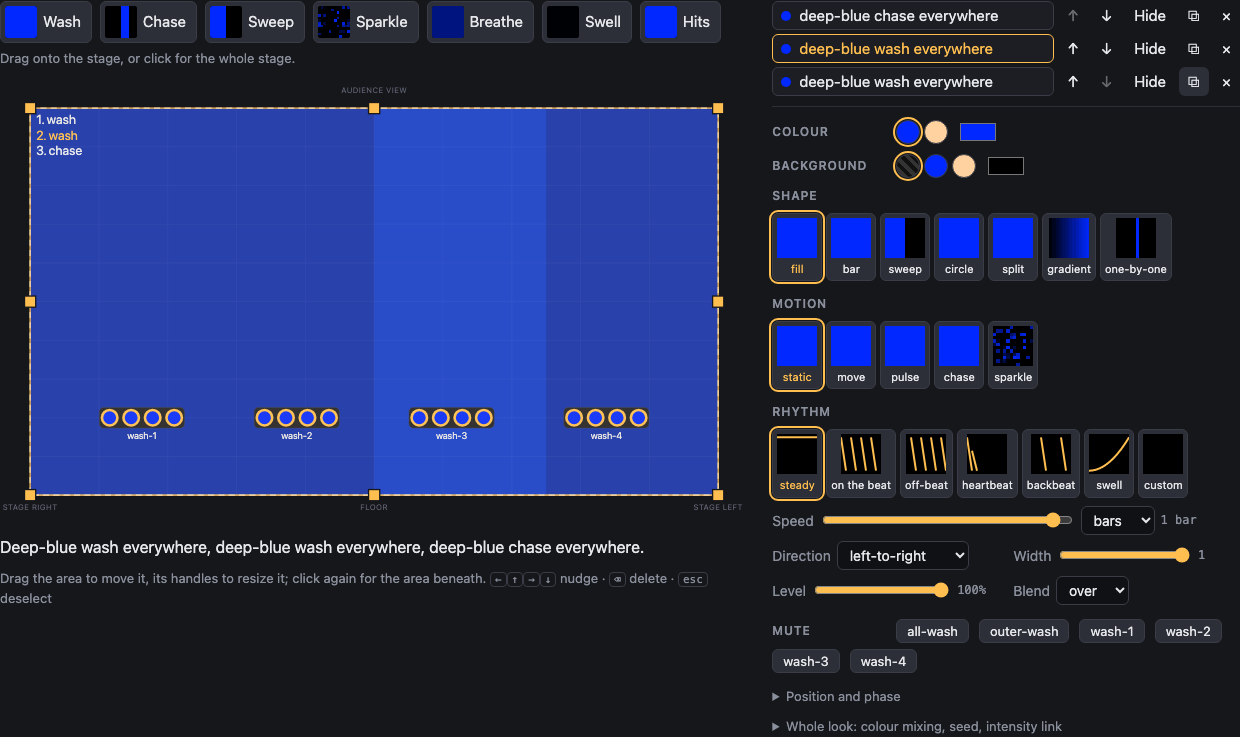 Wash Chase Sweep Sparkle Breathe Swell Hits
Drag onto the stage, or click for the whole stage.
AUDIENCE VIEW
1. wash
2. wash
3. chase
wash-1 wash-2 wash-3 wash-4
STAGE RIGHT FLOOR STAGE LEFT
Deep-blue wash everywhere, deep-blue wash everywhere, deep-blue chase everywhere.
Drag the area to move it, its handles to resize it; click again for the area beneath. ← ↑ → ↓ nudge · ⌫ delete · esc
deselect
deep-blue chase everywhere ↑ ↓ Hide ×
deep-blue wash everywhere ↑ ↓ Hide ×
deep-blue wash everywhere ↑ ↓ Hide ×
COLOUR
BACKGROUND
SHAPE
fill bar sweep circle split gradient one-by-one
MOTION
static move pulse chase sparkle
RHYTHM
steady on the beat off-beat heartbeat backbeat swell custom
Speed bars 1 bar
Direction left-to-right Width 1
Level 100% Blend over
MUTE all-wash outer-wash wash-1 wash-2
wash-3 wash-4
▶ Position and phase
▶ Whole look: colour mixing, seed, intensity link